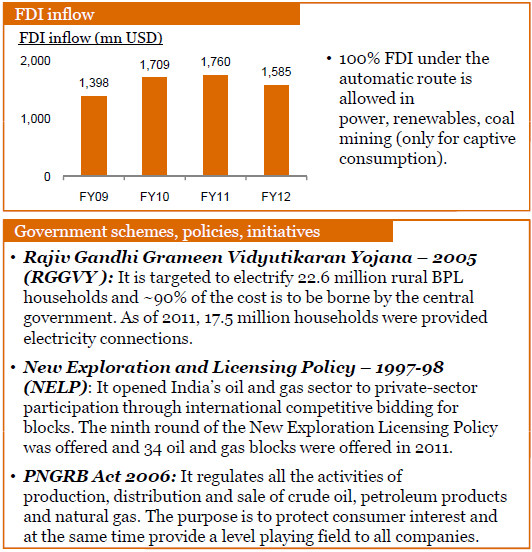 FDI inflow
FDI inflow (mn USD)
2,000
1,000
0
1,398
1,709
1,760
1,585
FY09
FY10
FY11
FY12
• 100% FDI under the
automatic route is
allowed in
power, renewables, coal
mining (only for captive
consumption).
Government schemes, policies, initiatives
• Rajiv Gandhi Grameen Vidyutikaran Yojana – 2005
(RGGVY ): It is targeted to electrify 22.6 million rural BPL
households and ~90% of the cost is to be borne by the central
government. As of 2011, 17.5 million households were provided
electricity connections.
• New Exploration and Licensing Policy – 1997-98
(NELP): It opened India's oil and gas sector to private-sector
participation through international competitive bidding for
blocks. The ninth round of the New Exploration Licensing Policy
was offered and 34 oil and gas blocks were offered in 2011.
• PNGRB Act 2006: It regulates all the activities of
production, distribution and sale of crude oil, petroleum products
and natural gas. The purpose is to protect consumer interest and
at the same time provide a level playing field to all companies.